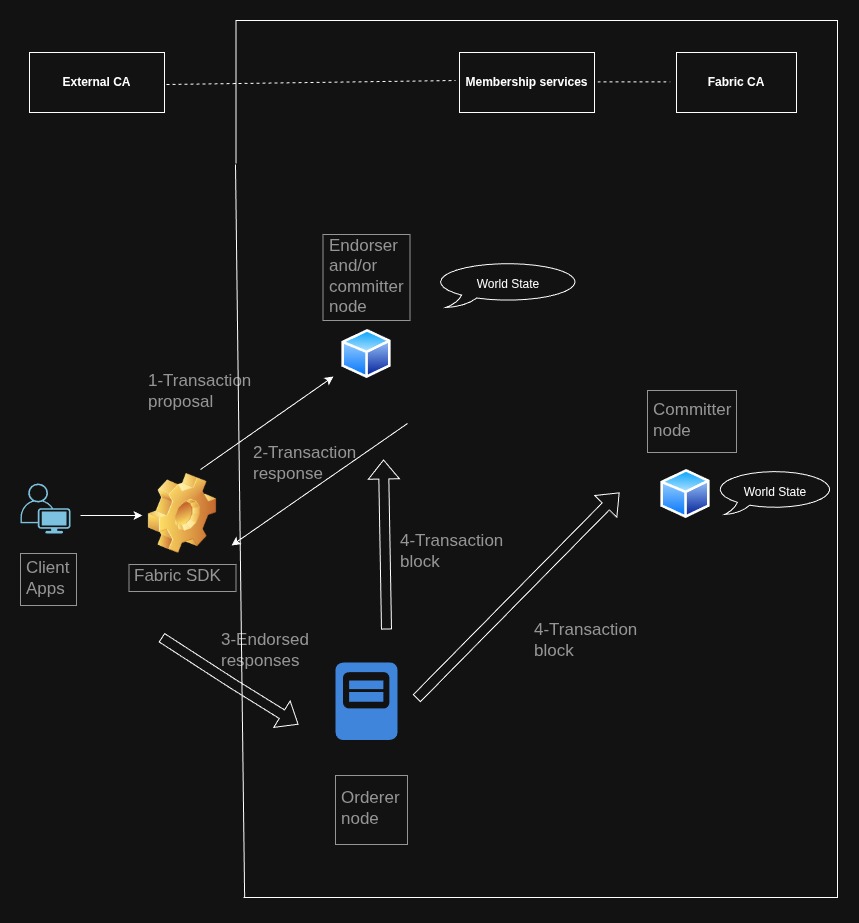 External CA
Membership services
Fabric CA
Endorser
and/or
committer
node
World State
1-Transaction
proposal
2-Transaction
response
Committer
node
World State
Client
Apps
Fabric SDK
4-Transaction
block
3-Endorsed
responses
4-Transaction
block
Orderer
node